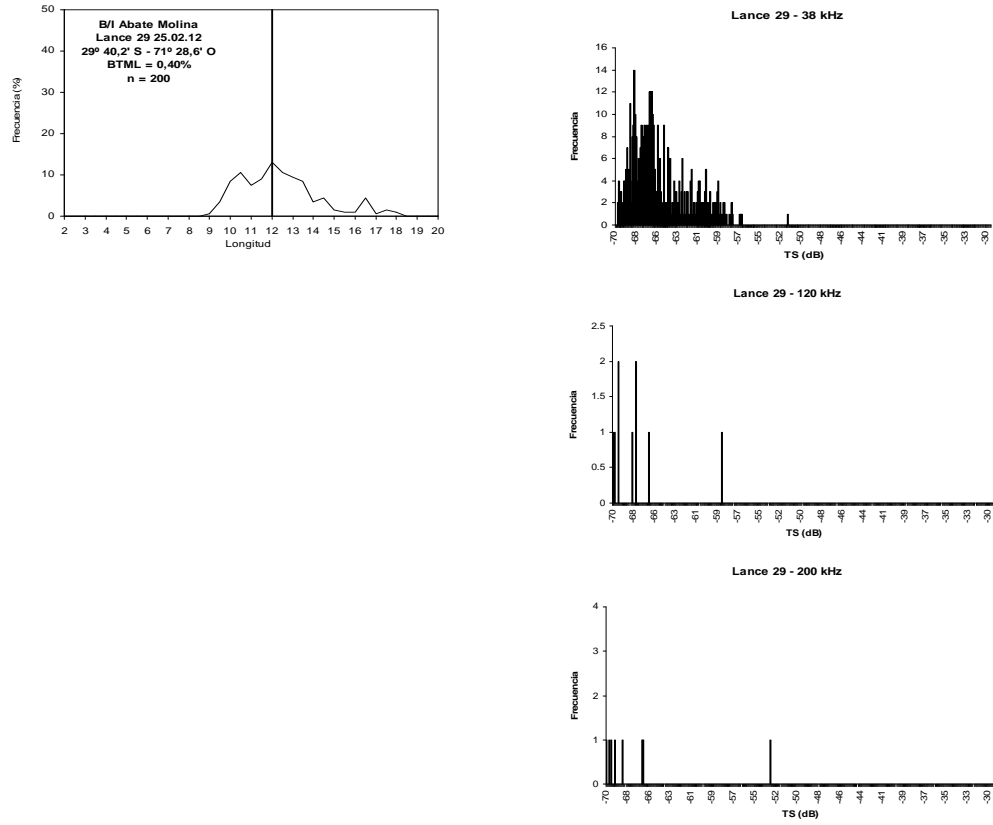 B/I Abate Molina
Lance 29 25.02.12
29º 40,2' S - 71º 28,6' O
BTML = 0,40%
n = 200
Frecuencia (%)
50
40
30
20
10
0
2 3 4 5 6 7 8 9 10 11 12 13 14 15 16 17 18 19 20
Longitud
Lance 29 - 38 kHz
Frecuencia
16
14
12
10
8
6
4
2
0
-70 -68 -66 -63 -61 -59 -57 -55 -52 -50 -48 -46 -44 -41 -39 -37 -35 -33 -30
TS (dB)
Lance 29 - 120 kHz
Frecuencia
2.5
2
1.5
1
0.5
0
-70 -68 -66 -63 -61 -59 -57 -55 -52 -50 -48 -46 -44 -41 -39 -37 -35 -33 -30
TS (dB)
Lance 29 - 200 kHz
Frecuencia
4
3
2
1
0
-70 -68 -66 -63 -61 -59 -57 -55 -52 -50 -48 -46 -44 -41 -39 -37 -35 -33 -30
TS (dB)